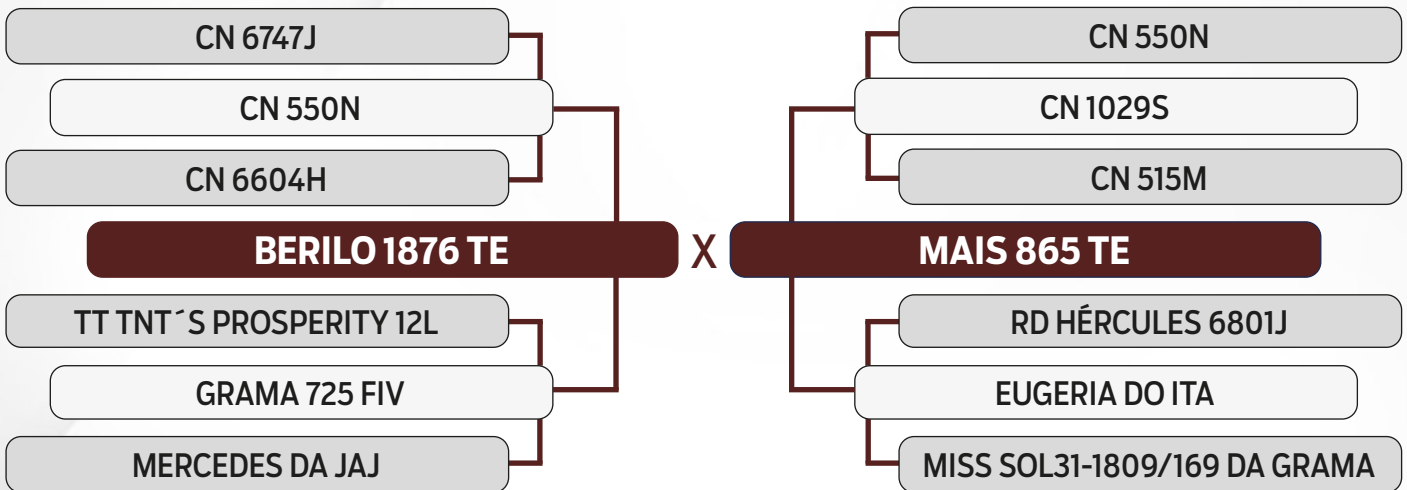 CN 6747J
CN 550N
CN 6604H
BERILO 1876 TE
TT TNT´S PROSPERITY 12L
GRAMA 725 FIV
MERCEDES DA JAJ
X
CN 550N
CN 1029S
CN 515M
MAIS 865 TE
RD HÉRCULES 6801J
EUGERIA DO ITA
MISS SOL31-1809/169 DA GRAMA